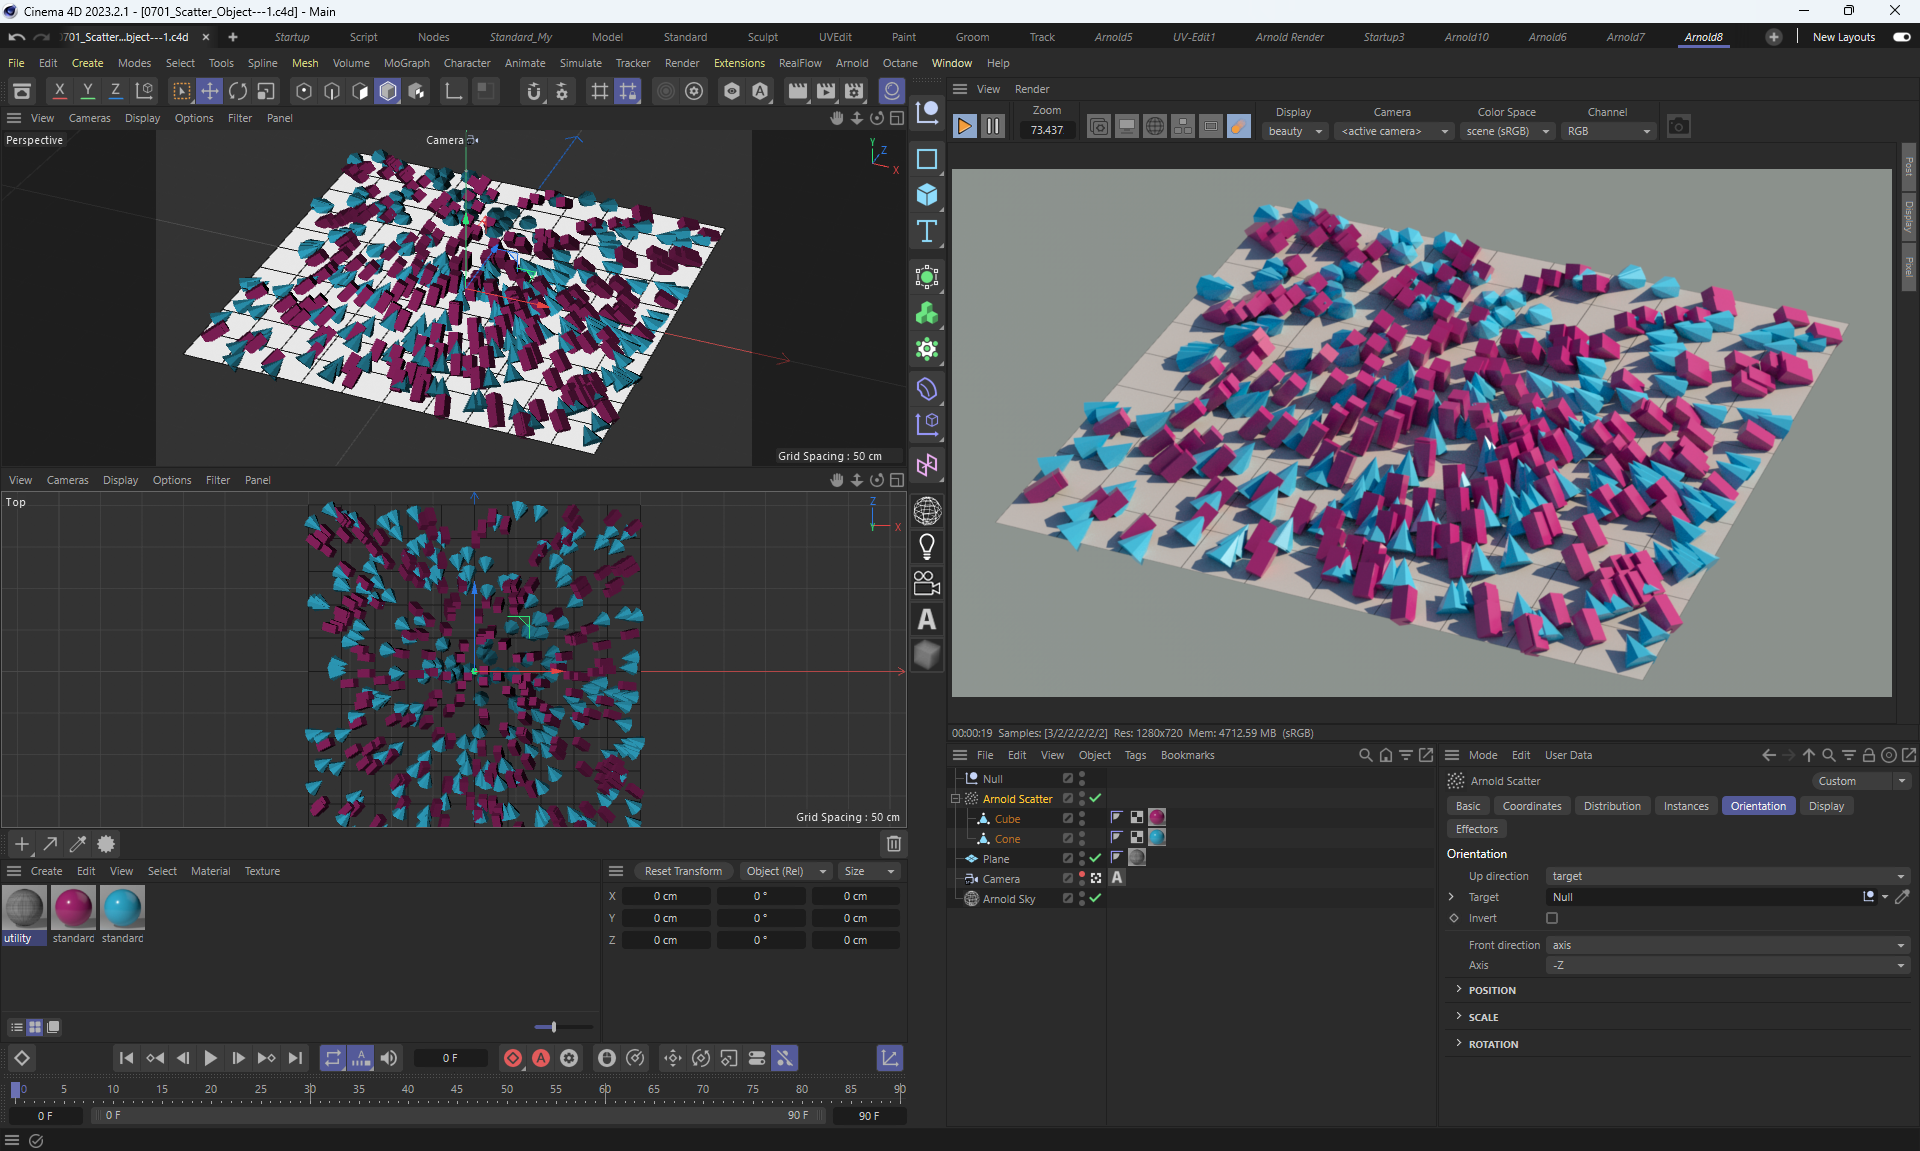 Cinema 4D 2023.2.1 - [0701_Scatter_Object---1.c4d] - Main
701_Scatter...bject---1.c4d
Startup Script Nodes Standard_My Model Standard Sculpt UVEdit Paint Groom Track Arnold5 UV-Edit1 Arnold Render Startup3 Arnold10 Arnold6 Arnold7 Arnold8 New Layouts
File Edit Create Modes Select Tools Spline Mesh Volume MoGraph Character Animate Simulate Tracker Render Extensions RealFlow Arnold Octane Window Help
X Y Z
View Cameras Display Options Filter Panel
Perspective
Camera
Y
Z
X
Grid Spacing : 50 cm
View Cameras Display Options Filter Panel
Top
Z
Y X
Grid Spacing : 50 cm
View Render
Zoom Display Camera Color Space Channel
73.437 beauty <active camera> scene (sRGB) RGB
Post
Display
Pixel
00:00:19 Samples: [3/2/2/2/2/2] Res: 1280x720 Mem: 4712.59 MB (sRGB)
File Edit View Object Tags Bookmarks
Null
Arnold Scatter
Cube
Cone
Plane
Camera A
Arnold Sky
Mode Edit User Data
Arnold Scatter Custom
Basic Coordinates Distribution Instances Orientation Display
Effectors
Orientation
Up direction target
Target Null
Invert
Front direction axis
Axis -Z
POSITION
SCALE
ROTATION
Create Edit View Select Material Texture
utility standard standard
Reset Transform Object (Rel) Size
X 0 cm 0 ° 0 cm
Y 0 cm 0 ° 0 cm
Z 0 cm 0 ° 0 cm
0 F
0 5 10 15 20 25 30 35 40 45 50 55 60 65 70 75 80 85 90
0 F 0 F 90 F 90 F